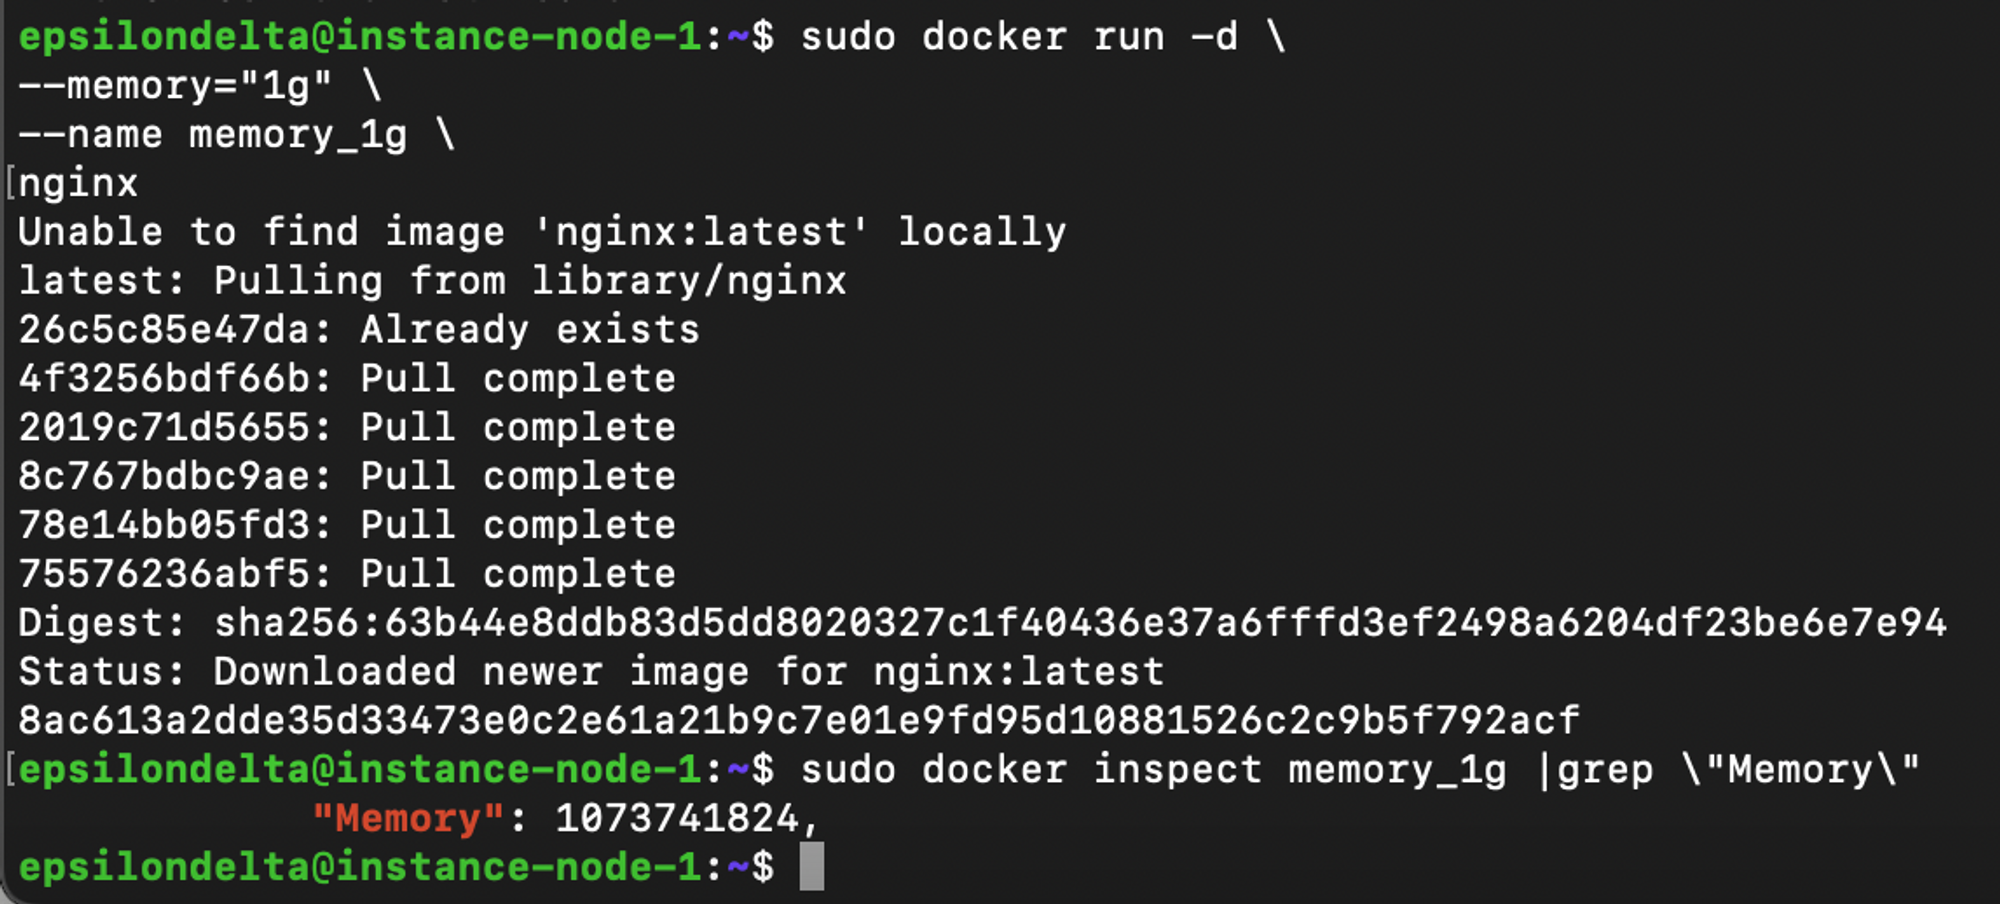 epsilondelta@instance-node-1:~$ sudo docker run -d \
--memory="1g" \
--name memory_1g \
[nginx
Unable to find image 'nginx:latest' locally
latest: Pulling from library/nginx
26c5c85e47da: Already exists
4f3256bdf66b: Pull complete
2019c71d5655: Pull complete
8c767bdbc9ae: Pull complete
78e14bb05fd3: Pull complete
75576236abf5: Pull complete
Digest: sha256:63b44e8ddb83d5dd8020327c1f40436e37a6fffd3ef2498a6204df23be6e7e94
Status: Downloaded newer image for nginx:latest
8ac613a2dde35d33473e0c2e61a21b9c7e01e9fd95d10881526c2c9b5f792acf
[epsilondelta@instance-node-1:~$ sudo docker inspect memory_1g |grep \"Memory\"
"Memory": 1073741824,
epsilondelta@instance-node-1:~$